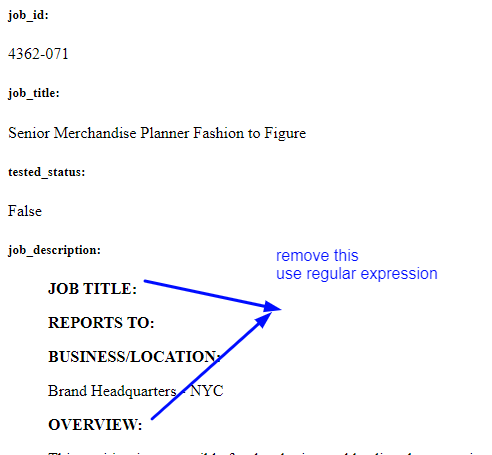 job_id:
4362-071
job_title:
Senior Merchandise Planner Fashion to Figure
tested_status:
False
job_description:
remove this
use regular expression
JOB TITLE:
REPORTS TO:
BUSINESS/LOCATION:
Brand Headquarters - NYC
OVERVIEW: